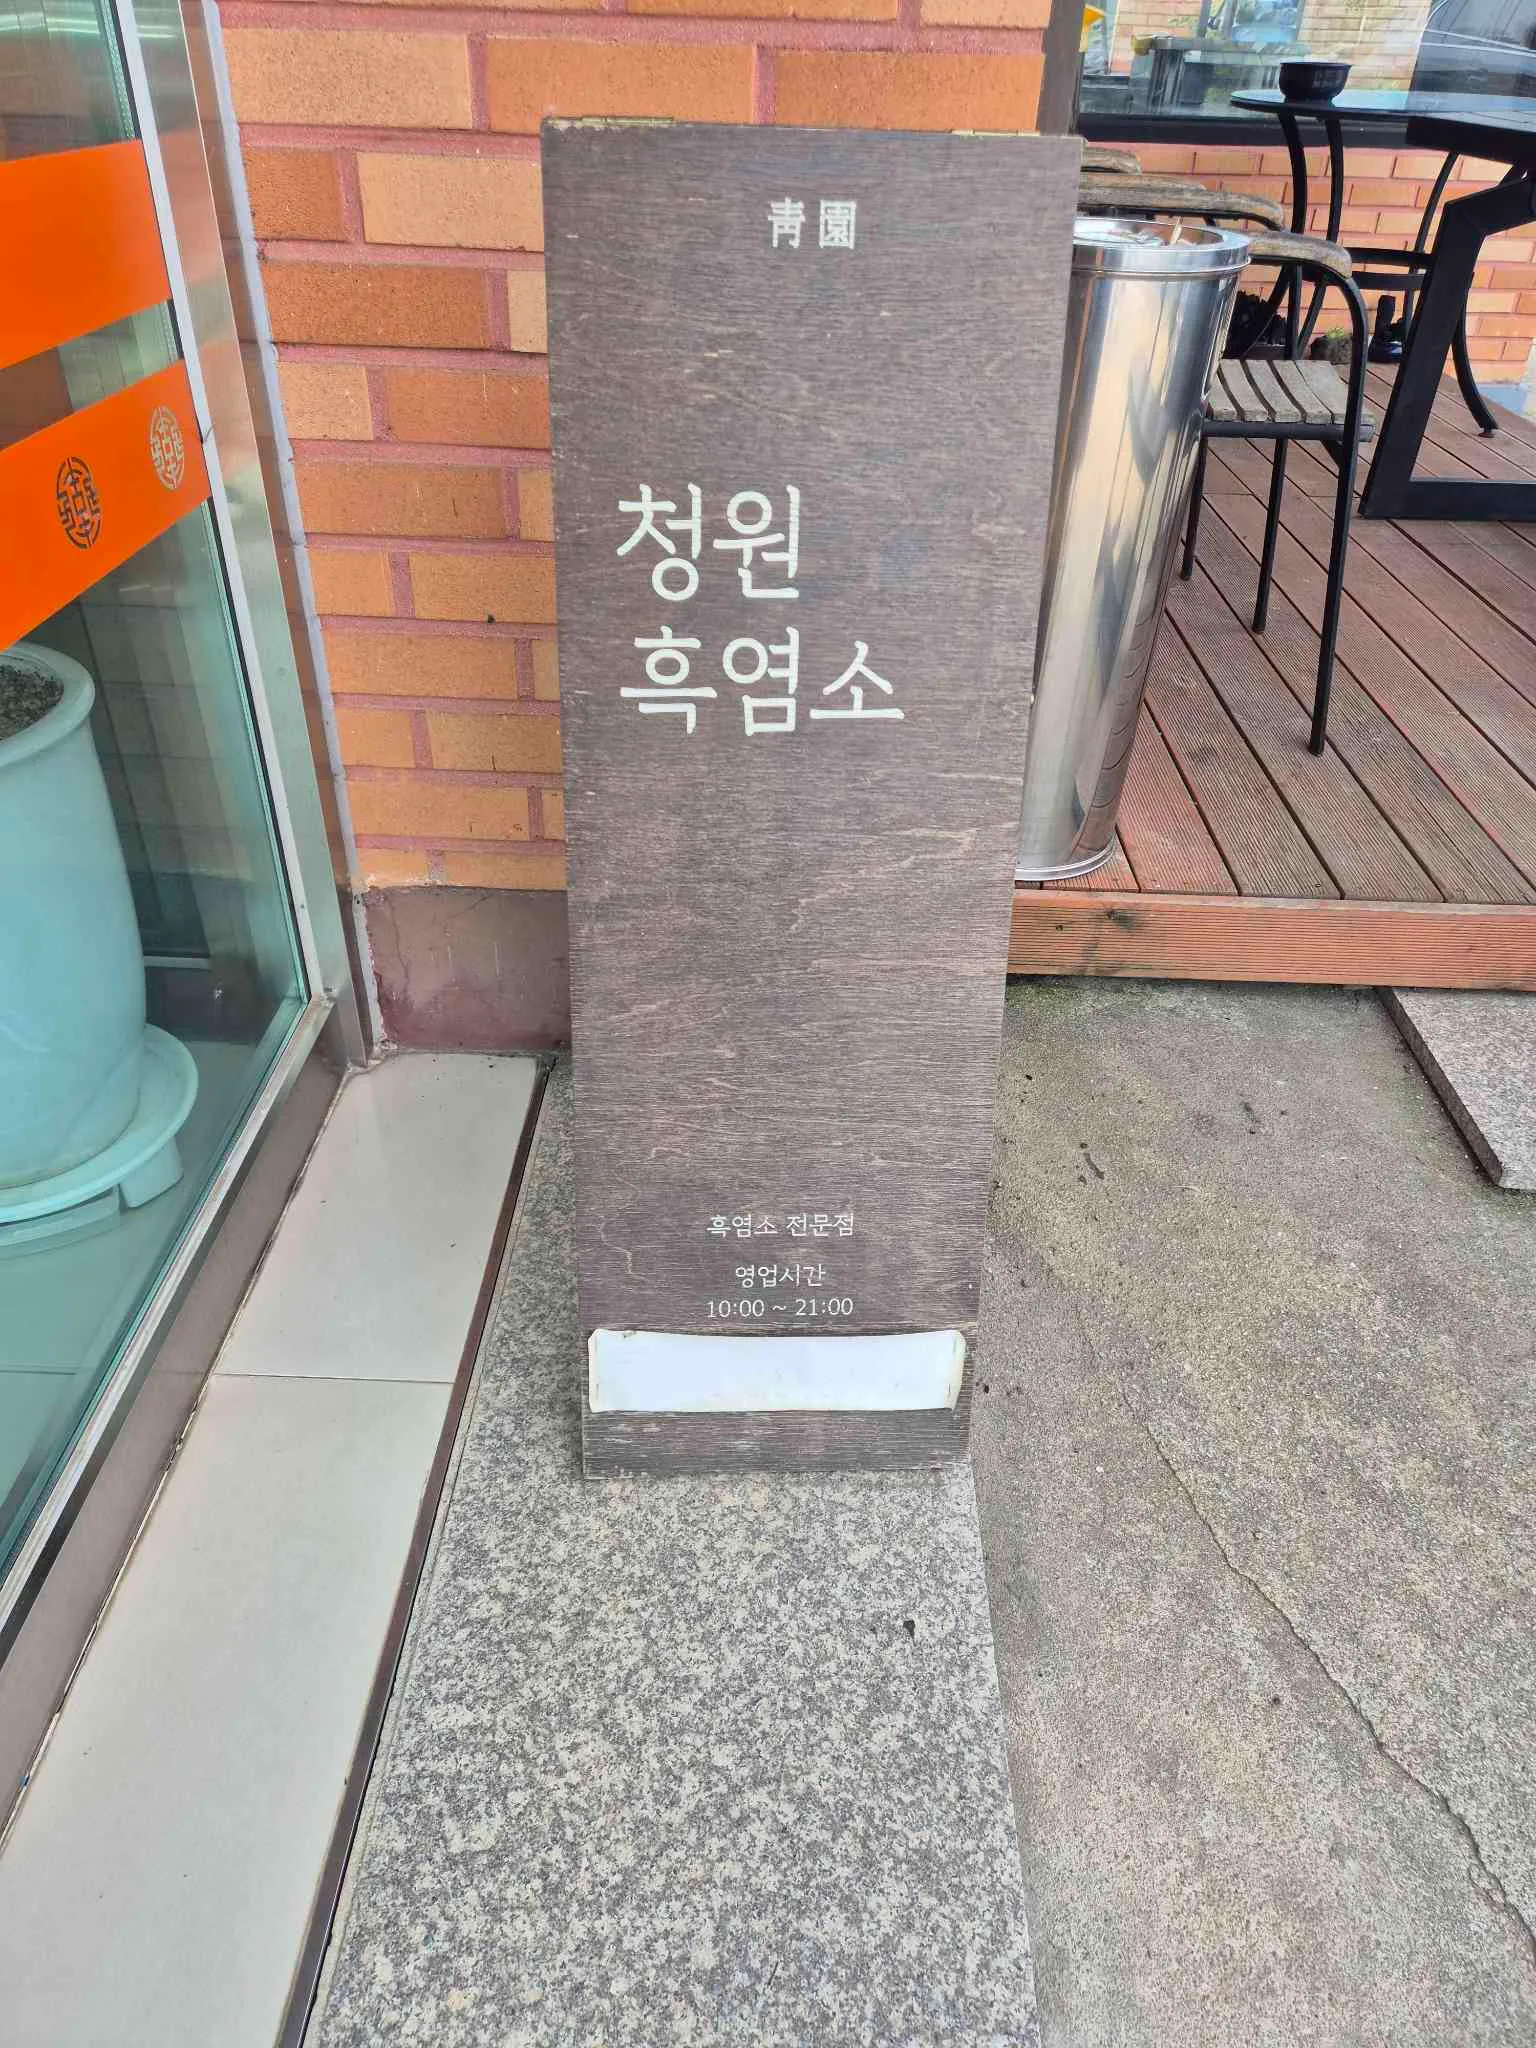 靑園
청원
흑염소
흑염소 전문점
영업시간
10:00 ~ 21:00